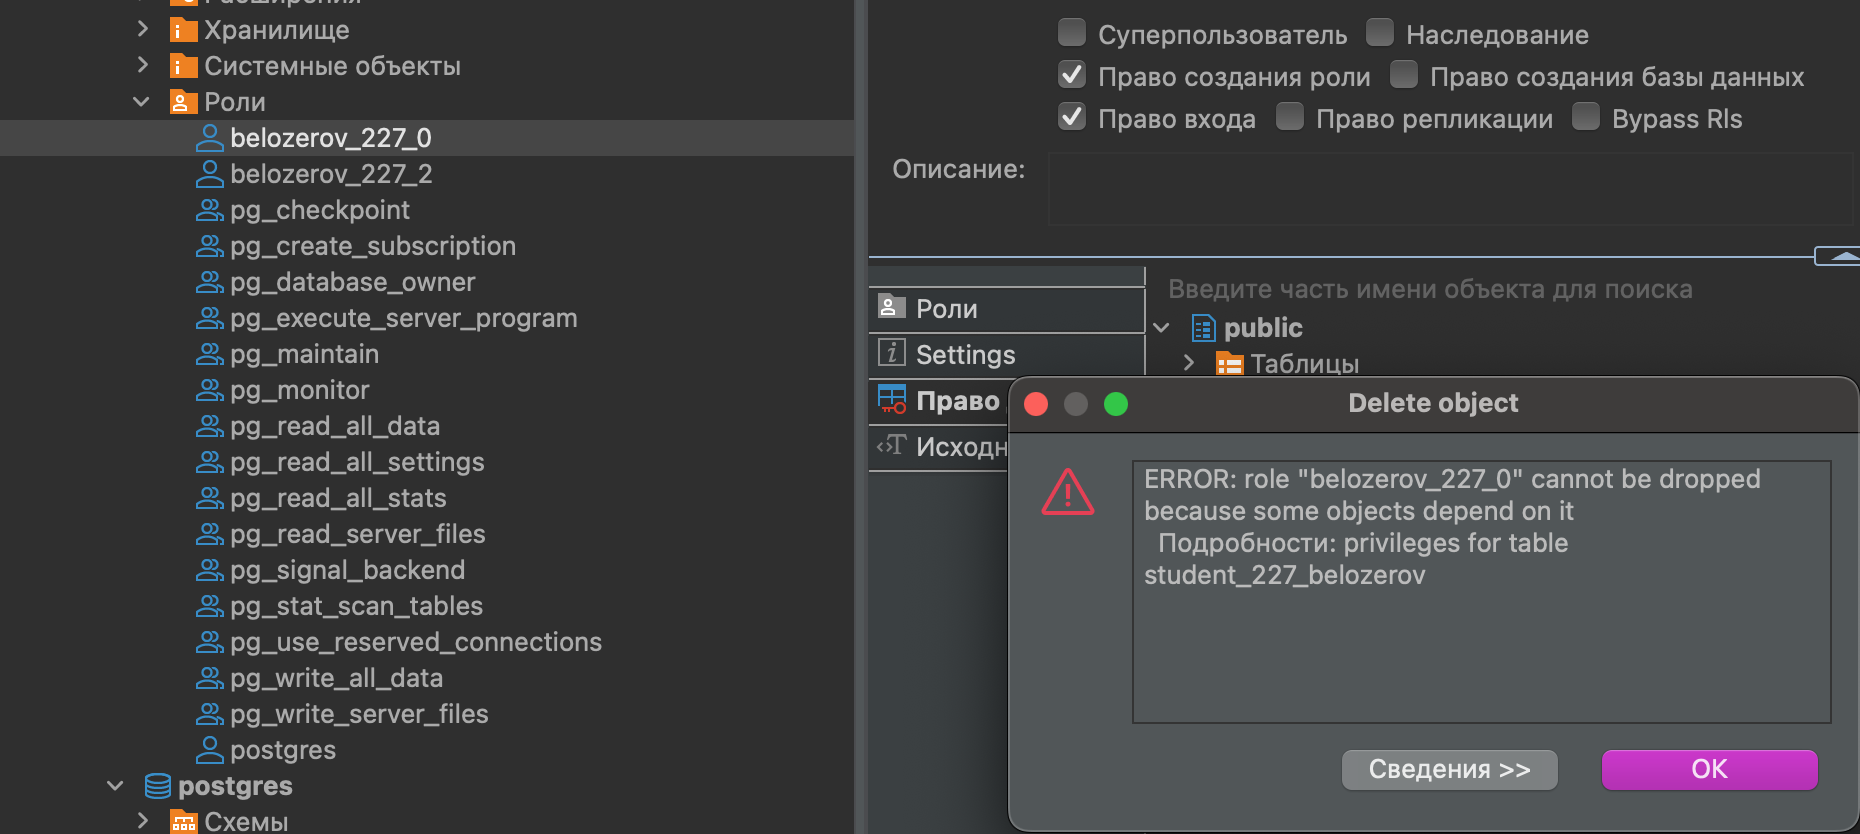 Расширения
Хранилище
Системные объекты
Роли
belozerov_227_0
belozerov_227_2
pg_checkpoint
pg_create_subscription
pg_database_owner
pg_execute_server_program
pg_maintain
pg_monitor
pg_read_all_data
pg_read_all_settings
pg_read_all_stats
pg_read_server_files
pg_signal_backend
pg_stat_scan_tables
pg_use_reserved_connections
pg_write_all_data
pg_write_server_files
postgres
postgres
Схемы
Суперпользователь Наследование
Право создания роли Право создания базы данных
Право входа Право репликации Bypass Rls
Описание:
Роли
Settings
Право
Исходн
Введите часть имени объекта для поиска
public
Таблицы
Delete object
ERROR: role "belozerov_227_0" cannot be dropped
because some objects depend on it
Подробности: privileges for table
student_227_belozerov
Сведения >>
OK